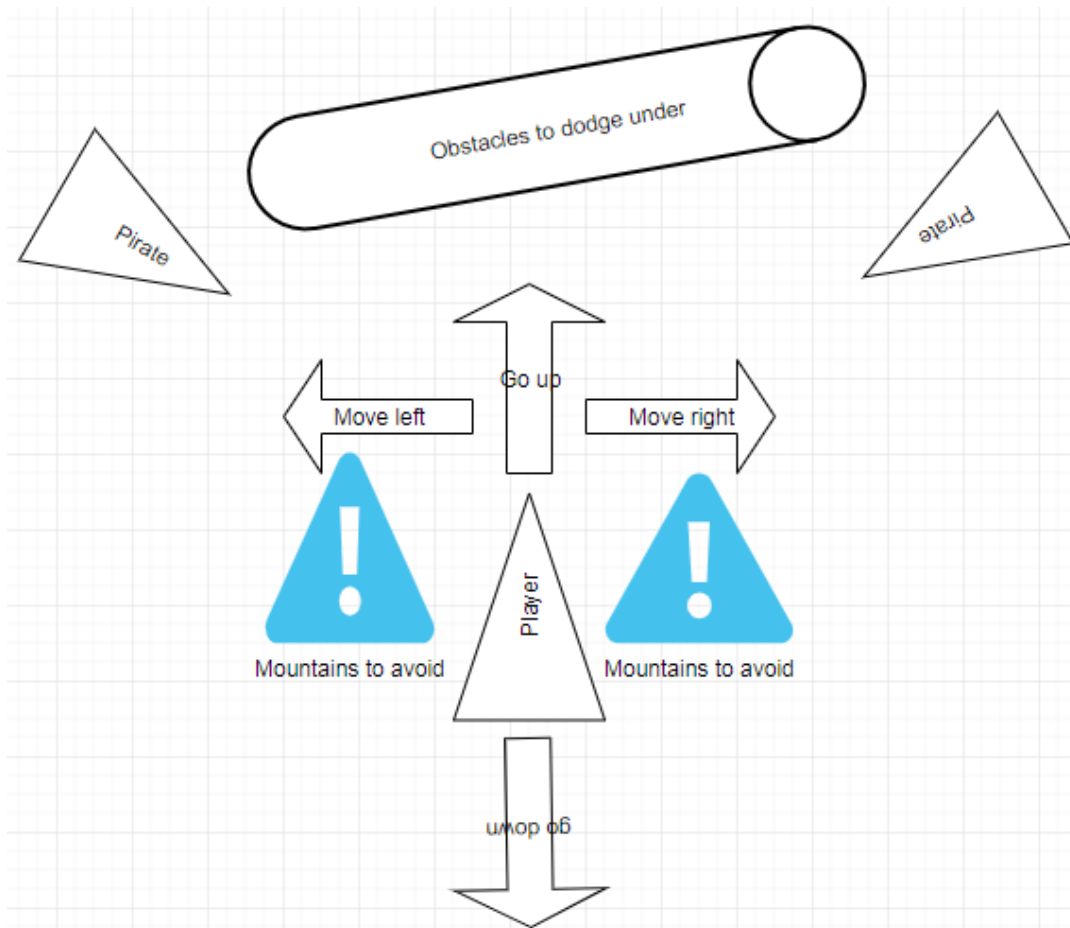 Obstacles to dodge under
Pirate
Pirate
Go up
Move left
Move right
Player
Mountains to avoid
Mountains to avoid
go down